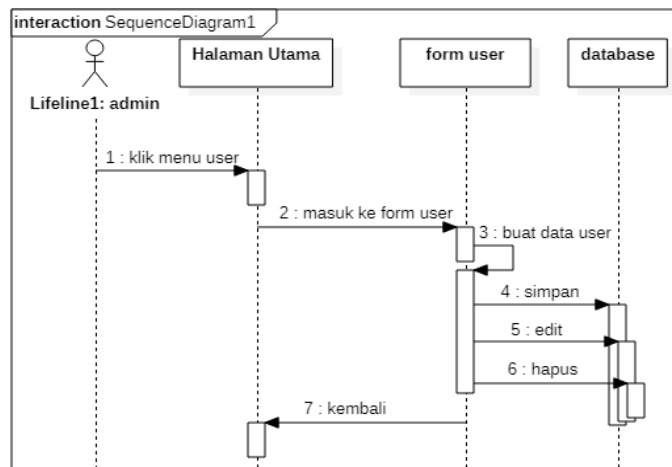 interaction SequenceDiagram1
Halaman Utama
form user
database
Lifeline1: admin
1 : klik menu user
2 : masuk ke form user
3 : buat data user
4 : simpan
5 : edit
6 : hapus
7 : kembali